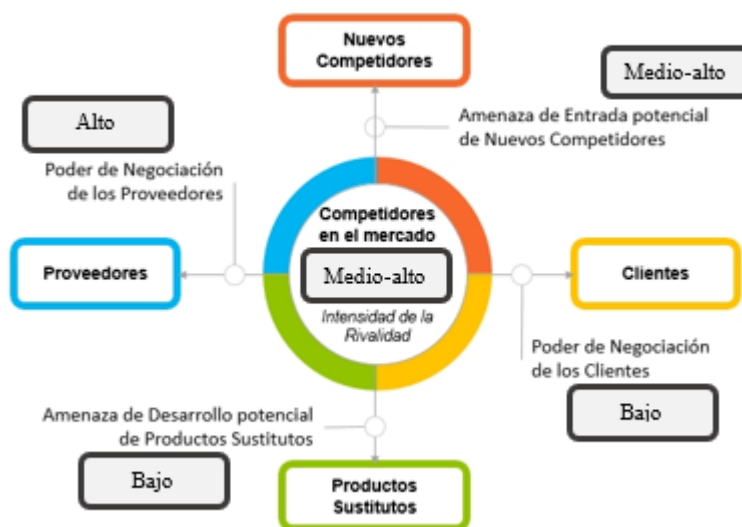 Nuevos
Competidores
Medio-alto
Amenaza de Entrada potencial
de Nuevos Competidores
Alto
Poder de Negociación
de los Proveedores
Competidores
en el mercado
Medio-alto
Intensidad de la
Rivalidad
Proveedores
Clientes
Poder de Negociación
de los Clientes
Bajo
Amenaza de Desarrollo potencial
de Productos Sustitutos
Bajo
Productos
Sustitutos